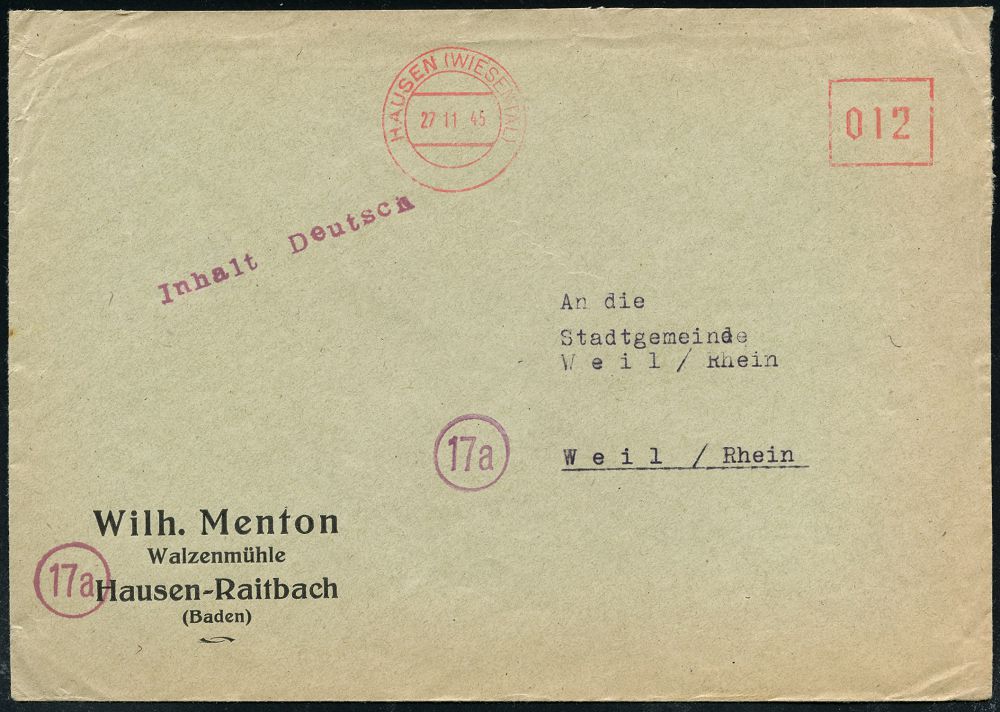 HAUSEN (WIESENTAL)
27 11 45
012
Inhalt Deutsch
An die
Stadtgemeinde
W e i l / Rhein
17a
W e i l / Rhein
Wilh. Menton
Walzenmühle
17a
Hausen-Raitbach
(Baden)